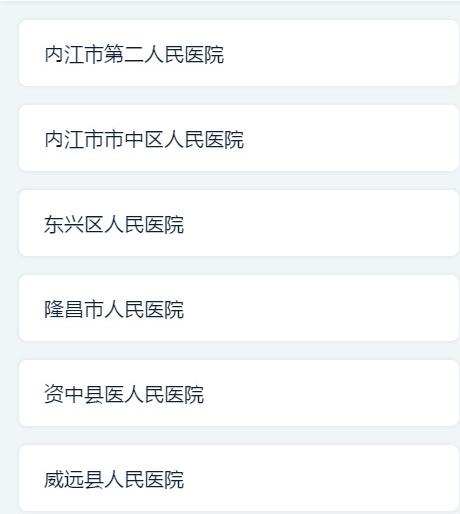 内江市第二人民医院
内江市市中区人民医院
东兴区人民医院
隆昌市人民医院
资中县医人民医院
威远县人民医院